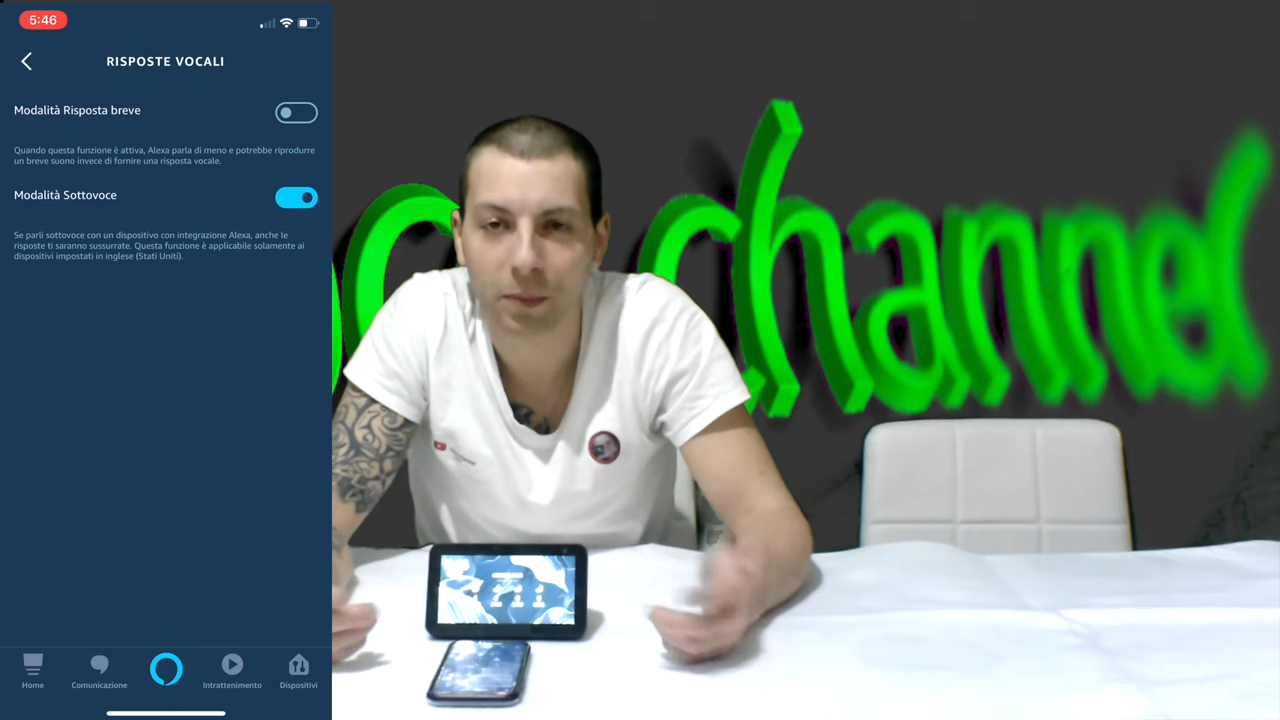 5:46
RISPOSTE VOCALI
Modalità Risposta breve
Quando questa funzione è attiva, Alexa parla di meno e potrebbe riprodurre
un breve suono invece di fornire una risposta vocale.
Modalità Sottovoce
Se parli sottovoce con un dispositivo con integrazione Alexa, anche le
risposte ti saranno sussurrate. Questa funzione è applicabile solamente ai
dispositivi impostati in inglese (Stati Uniti).
channel
Home
Comunicazione
Intrattenimento
Dispositivi